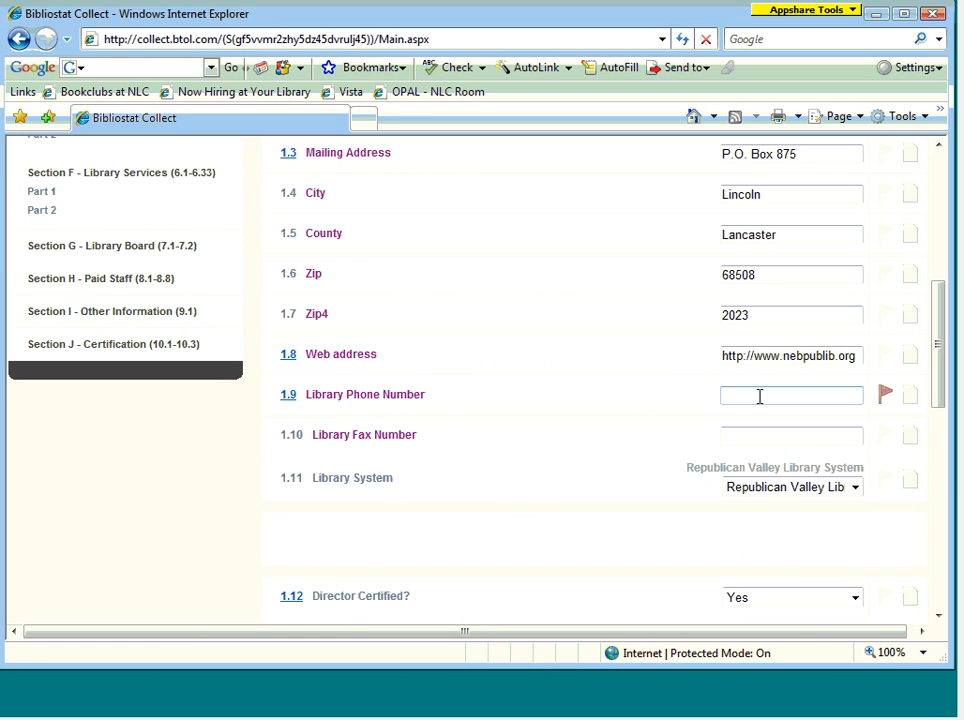 Bibliostat Collect - Windows Internet Explorer
Appshare Tools
http://collect.btol.com/(S(gf5vvmr2zhy5dz45dvrulj45))/Main.aspx
Google
Google G Go Bookmarks ABC Check AutoLink AutoFill Send to Settings
Links Bookclubs at NLC Now Hiring at Your Library Vista OPAL - NLC Room
Bibliostat Collect Page Tools
Part 2
Section F - Library Services (6.1-6.33)
Part 1
Part 2
Section G - Library Board (7.1-7.2)
Section H - Paid Staff (8.1-8.8)
Section I - Other Information (9.1)
Section J - Certification (10.1-10.3)
1.3 Mailing Address P.O. Box 875
1.4 City Lincoln
1.5 County Lancaster
1.6 Zip 68508
1.7 Zip4 2023
1.8 Web address http://www.nebpublib.org
1.9 Library Phone Number
1.10 Library Fax Number
Republican Valley Library System
1.11 Library System Republican Valley Lib
1.12 Director Certified? Yes
Internet | Protected Mode: On 100%